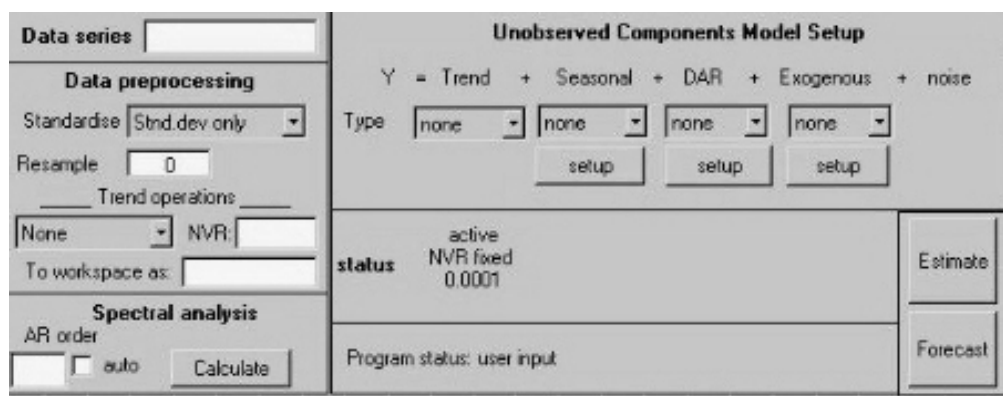 Data series
Data preprocessing
Standardise Stnd.dev only
Resample 0
Trend operations
None NVR:
To workspace as:
Spectral analysis
AR order
auto Calculate
Unobserved Components Model Setup
Y = Trend + Seasonal + DAR + Exogenous + noise
Type none none none none
setup setup setup
status
active
NVR fixed
0.0001
Program status: user input
Estimate
Forecast